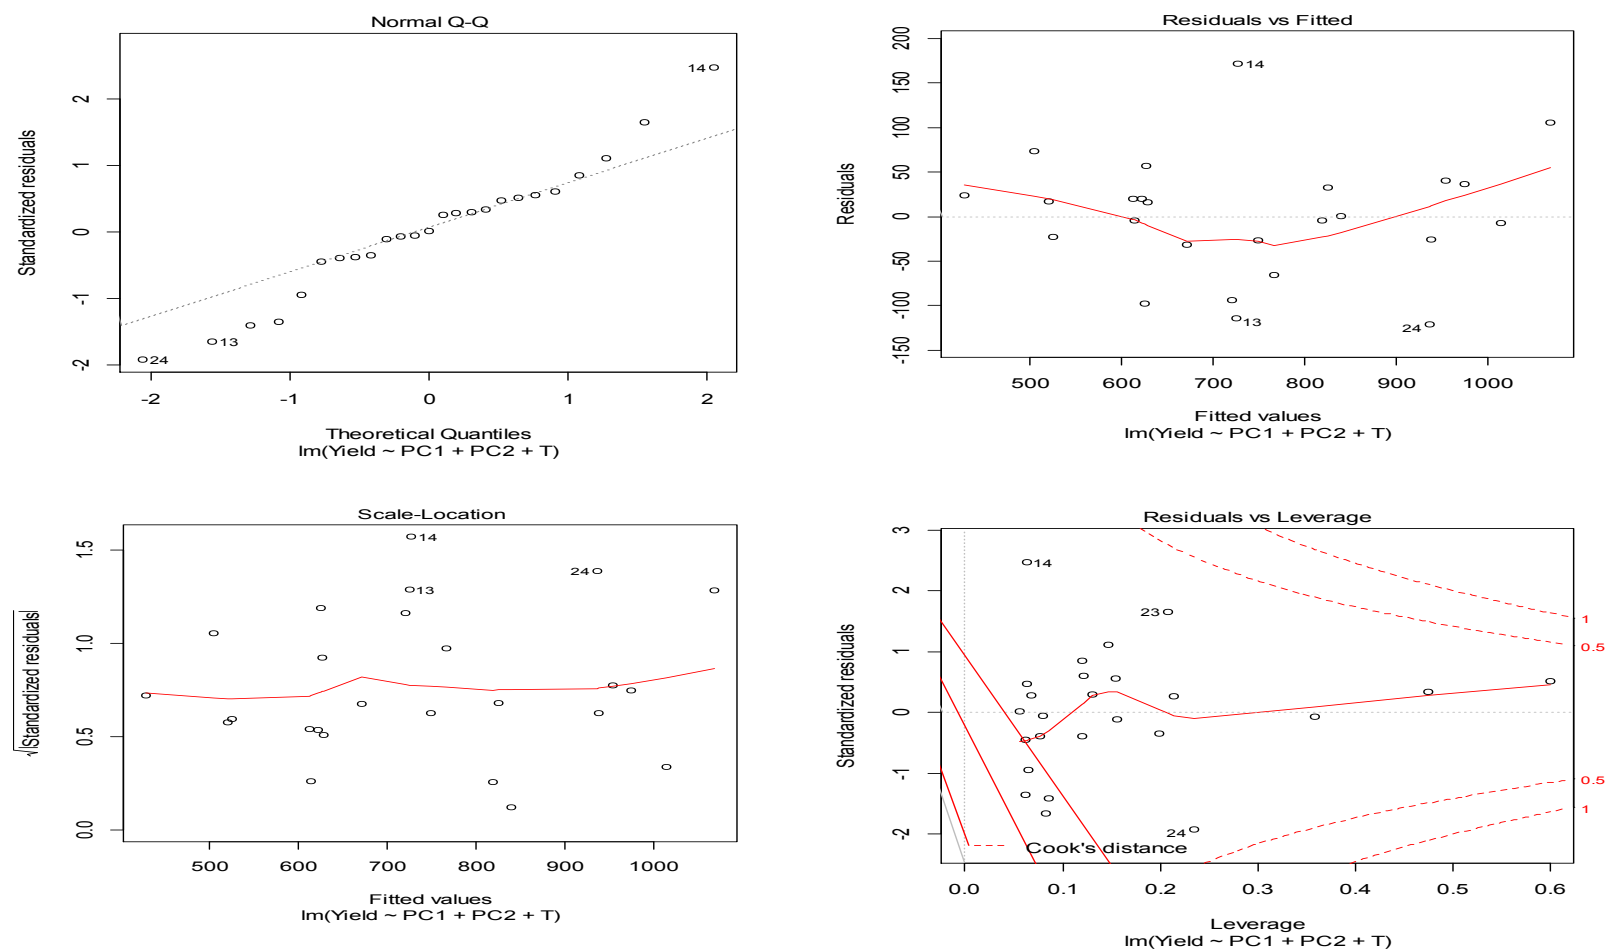 Normal Q-Q
Standardized residuals
2
1
0
-1
-2
14
13
24
-2 -1 0 1 2
Theoretical Quantiles
lm(Yield ~ PC1 + PC2 + T)
Residuals vs Fitted
Residuals
200
150
100
50
0
-50
-100
-150
14
13
24
500 600 700 800 900 1000
Fitted values
lm(Yield ~ PC1 + PC2 + T)
Scale-Location
√|Standardized residuals|
1.5
1.0
0.5
0.0
14
24
13
500 600 700 800 900 1000
Fitted values
lm(Yield ~ PC1 + PC2 + T)
Residuals vs Leverage
Standardized residuals
3
2
1
0
-1
-2
14
23
24
1
0.5
0.5
1
Cook's distance
0.0 0.1 0.2 0.3 0.4 0.5 0.6
Leverage
lm(Yield ~ PC1 + PC2 + T)